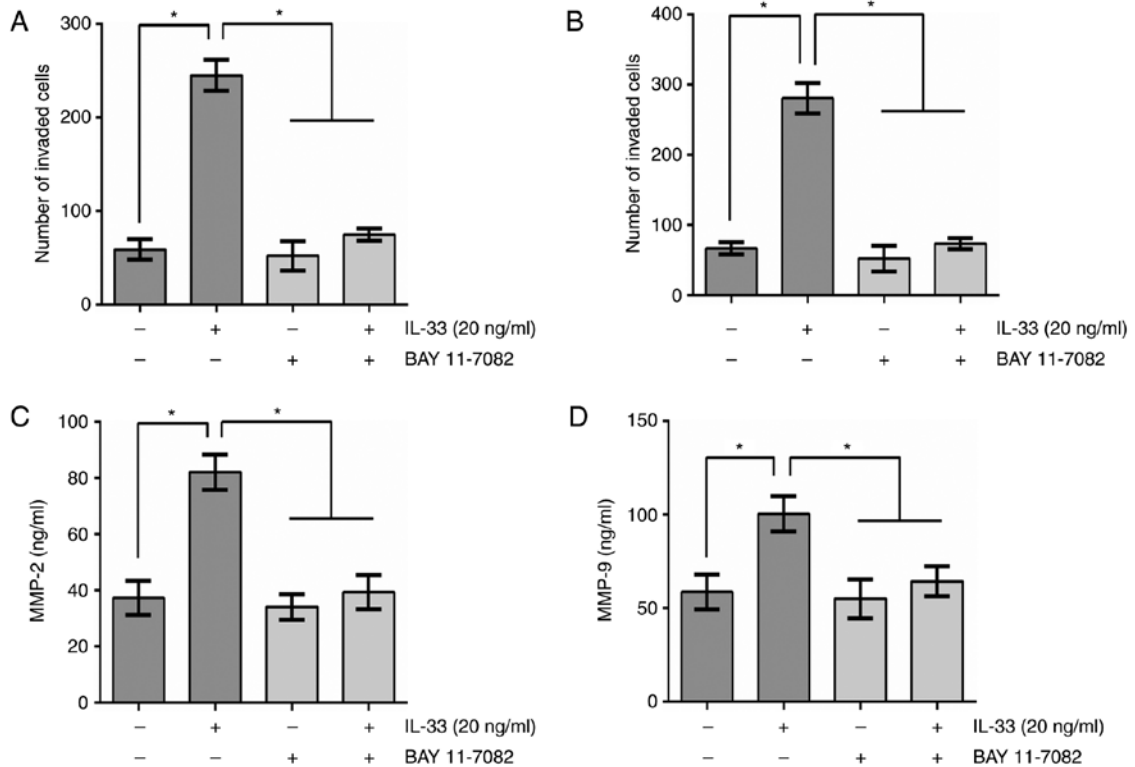 A
300
200
100
0
Number of invaded cells
* *
− + − + IL-33 (20 ng/ml)
− − + + BAY 11-7082
B
400
300
200
100
0
Number of invaded cells
* *
− + − + IL-33 (20 ng/ml)
− − + + BAY 11-7082
C
100
80
60
40
20
0
MMP-2 (ng/ml)
* *
− + − + IL-33 (20 ng/ml)
− − + + BAY 11-7082
D
150
100
50
0
MMP-9 (ng/ml)
* *
− + − + IL-33 (20 ng/ml)
− − + + BAY 11-7082